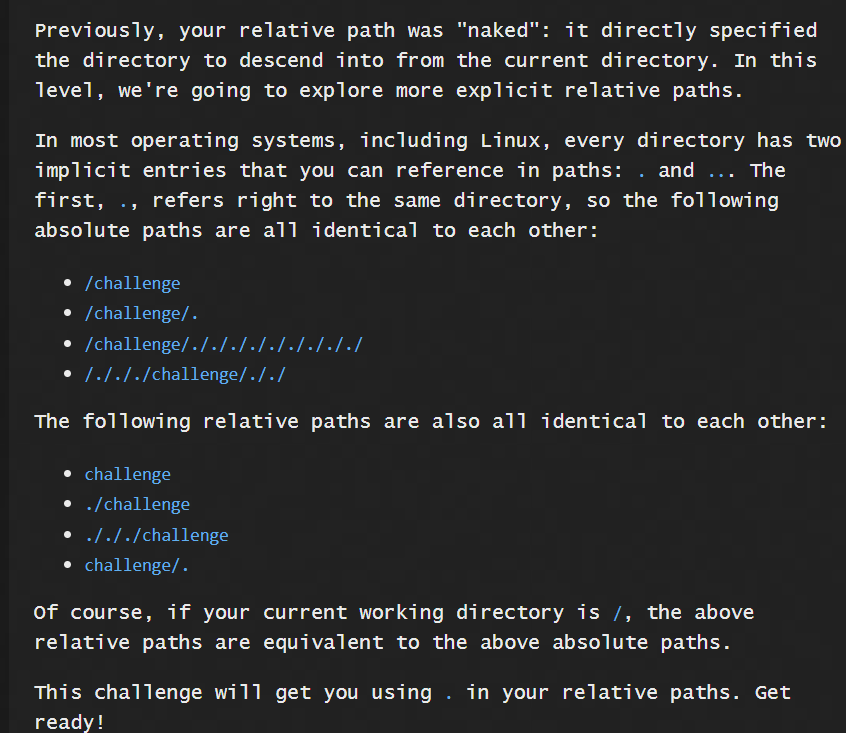 Previously, your relative path was "naked": it directly specified
the directory to descend into from the current directory. In this
level, we're going to explore more explicit relative paths.
In most operating systems, including Linux, every directory has two
implicit entries that you can reference in paths: . and ... The
first, ., refers right to the same directory, so the following
absolute paths are all identical to each other:
• /challenge
• /challenge/.
• /challenge/./././././././././
• /./././challenge/././
The following relative paths are also all identical to each other:
• challenge
• ./challenge
• ./././challenge
• challenge/.
Of course, if your current working directory is /, the above
relative paths are equivalent to the above absolute paths.
This challenge will get you using . in your relative paths. Get
ready!